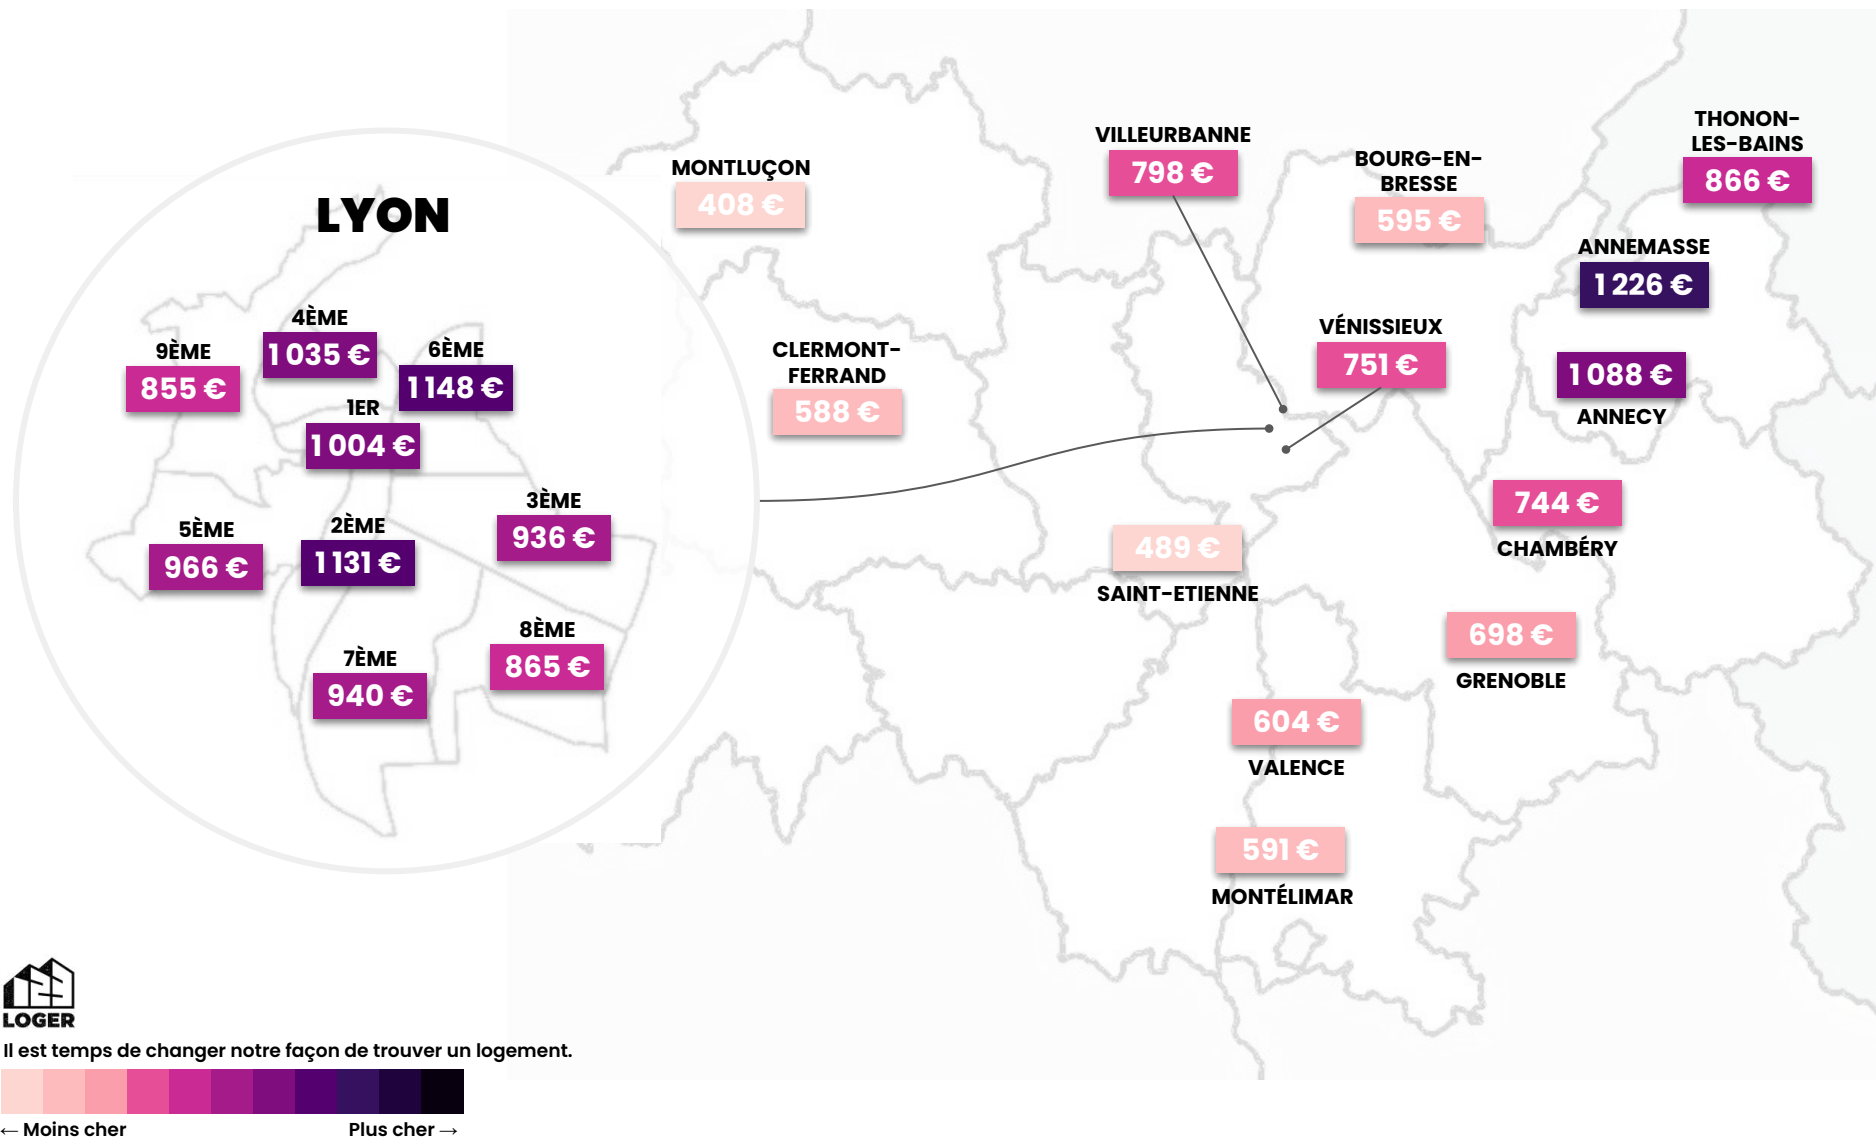 LYON
4ÈME
1 035 €
9ÈME
855 €
6ÈME
1 148 €
1ER
1 004 €
3ÈME
936 €
5ÈME
966 €
2ÈME
1 131 €
8ÈME
865 €
7ÈME
940 €
MONTLUÇON
408 €
VILLEURBANNE
798 €
BOURG-EN-
BRESSE
595 €
THONON-
LES-BAINS
866 €
ANNEMASSE
1 226 €
CLERMONT-
FERRAND
588 €
VÉNISSIEUX
751 €
1 088 €
ANNECY
744 €
CHAMBÉRY
489 €
SAINT-ETIENNE
698 €
GRENOBLE
604 €
VALENCE
591 €
MONTÉLIMAR
LOGER
Il est temps de changer notre façon de trouver un logement.
← Moins cher
Plus cher →